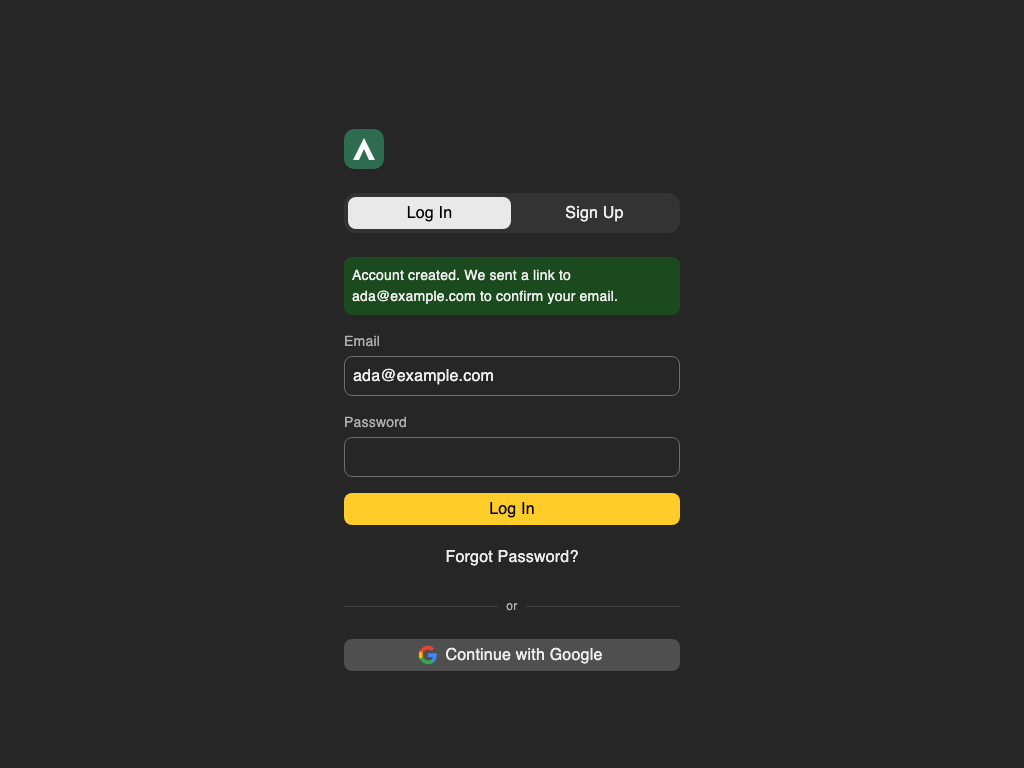 Log In
Sign Up
Account created. We sent a link to
ada@example.com to confirm your email.
Email
ada@example.com
Password
Log In
Forgot Password?
or
Continue with Google